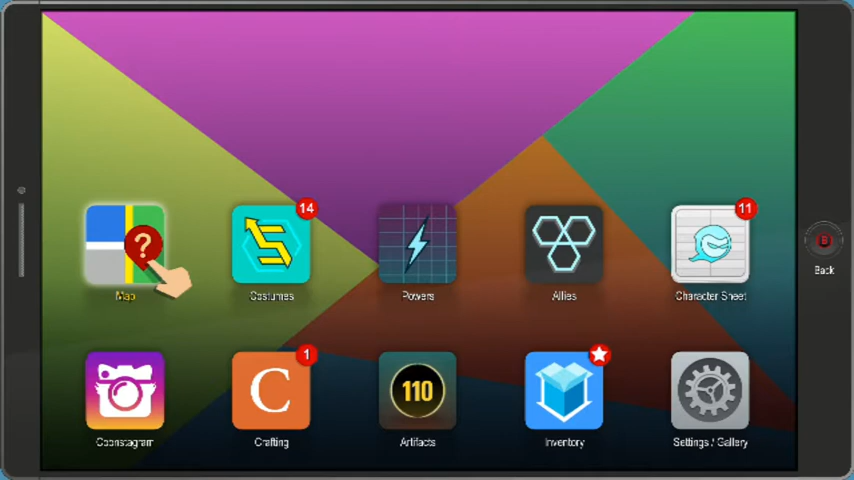 ?
14
11
Map
Costumes
Powers
Allies
Character Sheet
B
Back
1
C
110
Coonstagram
Crafting
Artifacts
Inventory
Settings / Gallery